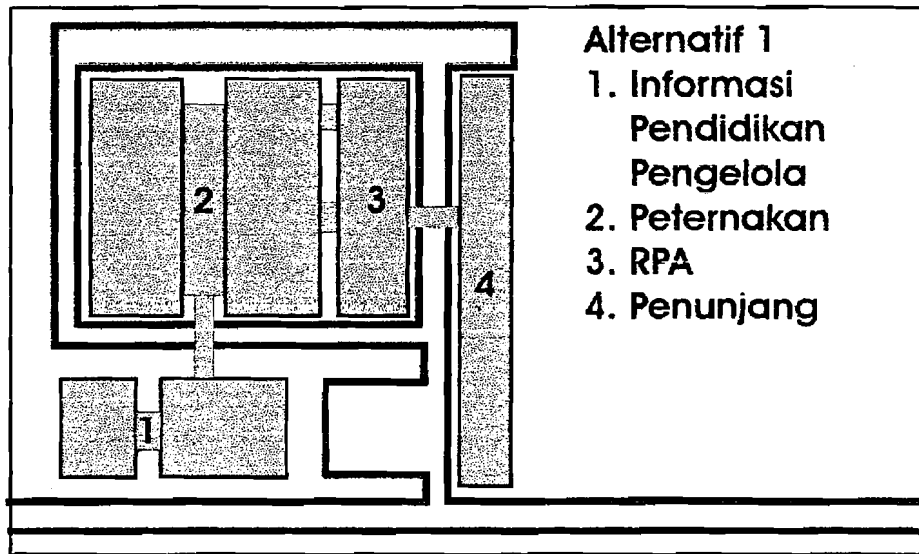 Alternatif 1
1. Informasi
Pendidikan
Pengelola
2. Peternakan
3. RPA
4. Penunjang
2
3
4
1